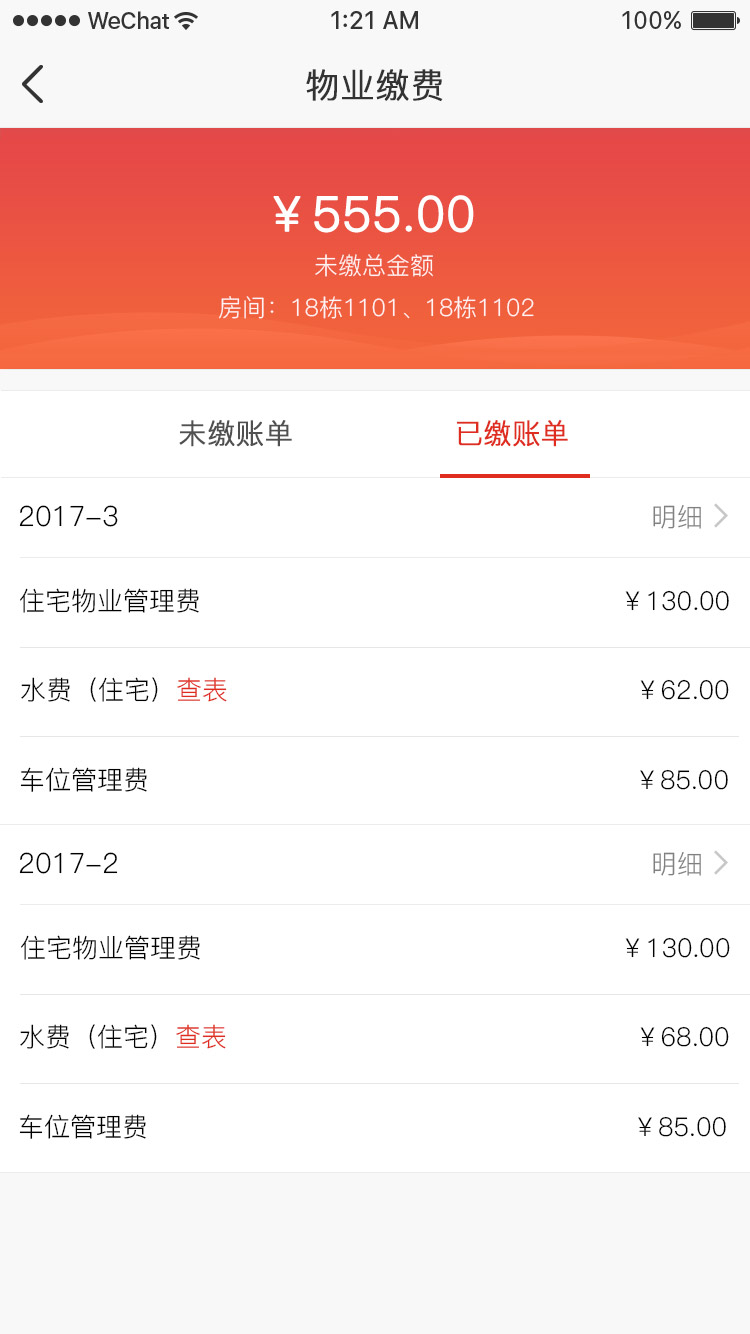 WeChat 1:21 AM 100%
物业缴费
¥555.00
未缴总金额
房间：18栋1101、18栋1102
未缴账单 已缴账单
2017-3 明细
住宅物业管理费 ¥130.00
水费（住宅）查表 ¥62.00
车位管理费 ¥85.00
2017-2 明细
住宅物业管理费 ¥130.00
水费（住宅）查表 ¥68.00
车位管理费 ¥85.00